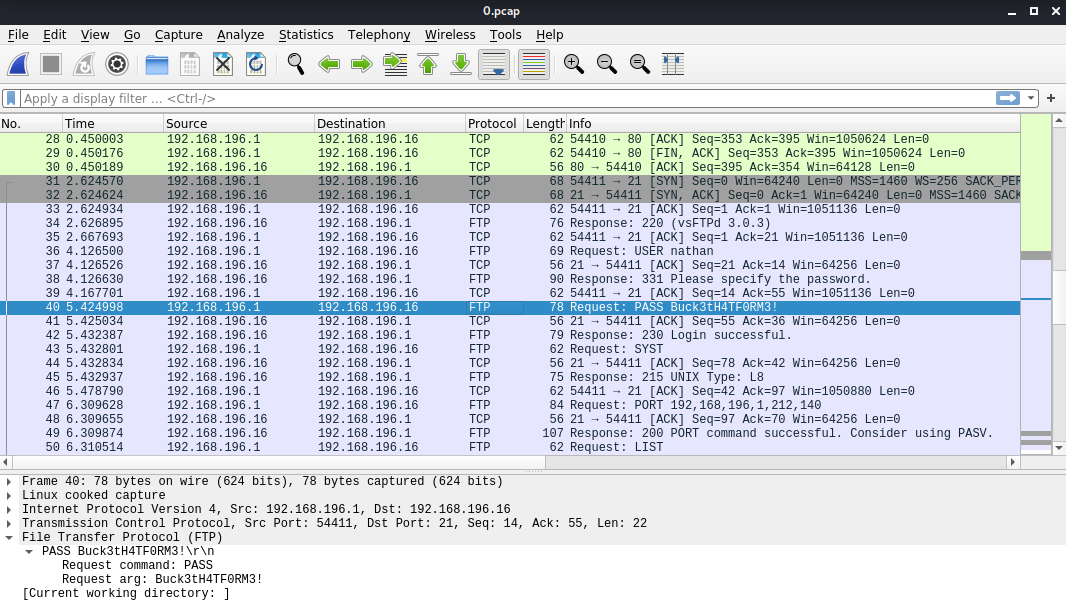 0.pcap
File Edit View Go Capture Analyze Statistics Telephony Wireless Tools Help
Apply a display filter … <Ctrl-/>
No. Time Source Destination Protocol Length Info
28 0.450003 192.168.196.1 192.168.196.16 TCP 62 54410 → 80 [ACK] Seq=353 Ack=395 Win=1050624 Len=0
29 0.450176 192.168.196.1 192.168.196.16 TCP 62 54410 → 80 [FIN, ACK] Seq=353 Ack=395 Win=1050624 Len=0
30 0.450189 192.168.196.16 192.168.196.1 TCP 56 80 → 54410 [ACK] Seq=395 Ack=354 Win=64128 Len=0
31 2.624570 192.168.196.1 192.168.196.16 TCP 68 54411 → 21 [SYN] Seq=0 Win=64240 Len=0 MSS=1460 WS=256 SACK_PER
32 2.624624 192.168.196.16 192.168.196.1 TCP 68 21 → 54411 [SYN, ACK] Seq=0 Ack=1 Win=64240 Len=0 MSS=1460 SACK
33 2.624934 192.168.196.1 192.168.196.16 TCP 62 54411 → 21 [ACK] Seq=1 Ack=1 Win=1051136 Len=0
34 2.626895 192.168.196.16 192.168.196.1 FTP 76 Response: 220 (vsFTPd 3.0.3)
35 2.667693 192.168.196.1 192.168.196.16 TCP 62 54411 → 21 [ACK] Seq=1 Ack=21 Win=1051136 Len=0
36 4.126500 192.168.196.1 192.168.196.16 FTP 69 Request: USER nathan
37 4.126526 192.168.196.16 192.168.196.1 TCP 56 21 → 54411 [ACK] Seq=21 Ack=14 Win=64256 Len=0
38 4.126630 192.168.196.16 192.168.196.1 FTP 90 Response: 331 Please specify the password.
39 4.167701 192.168.196.1 192.168.196.16 TCP 62 54411 → 21 [ACK] Seq=14 Ack=55 Win=1051136 Len=0
40 5.424998 192.168.196.1 192.168.196.16 FTP 78 Request: PASS Buck3tH4TF0RM3!
41 5.425034 192.168.196.16 192.168.196.1 TCP 56 21 → 54411 [ACK] Seq=55 Ack=36 Win=64256 Len=0
42 5.432387 192.168.196.16 192.168.196.1 FTP 79 Response: 230 Login successful.
43 5.432801 192.168.196.1 192.168.196.16 FTP 62 Request: SYST
44 5.432834 192.168.196.16 192.168.196.1 TCP 56 21 → 54411 [ACK] Seq=78 Ack=42 Win=64256 Len=0
45 5.432937 192.168.196.16 192.168.196.1 FTP 75 Response: 215 UNIX Type: L8
46 5.478790 192.168.196.1 192.168.196.16 TCP 62 54411 → 21 [ACK] Seq=42 Ack=97 Win=1050880 Len=0
47 6.309628 192.168.196.1 192.168.196.16 FTP 84 Request: PORT 192,168,196,1,212,140
48 6.309655 192.168.196.16 192.168.196.1 TCP 56 21 → 54411 [ACK] Seq=97 Ack=70 Win=64256 Len=0
49 6.309874 192.168.196.16 192.168.196.1 FTP 107 Response: 200 PORT command successful. Consider using PASV.
50 6.310514 192.168.196.1 192.168.196.16 FTP 62 Request: LIST
Frame 40: 78 bytes on wire (624 bits), 78 bytes captured (624 bits)
Linux cooked capture
Internet Protocol Version 4, Src: 192.168.196.1, Dst: 192.168.196.16
Transmission Control Protocol, Src Port: 54411, Dst Port: 21, Seq: 14, Ack: 55, Len: 22
File Transfer Protocol (FTP)
PASS Buck3tH4TF0RM3!\r\n
Request command: PASS
Request arg: Buck3tH4TF0RM3!
[Current working directory: ]